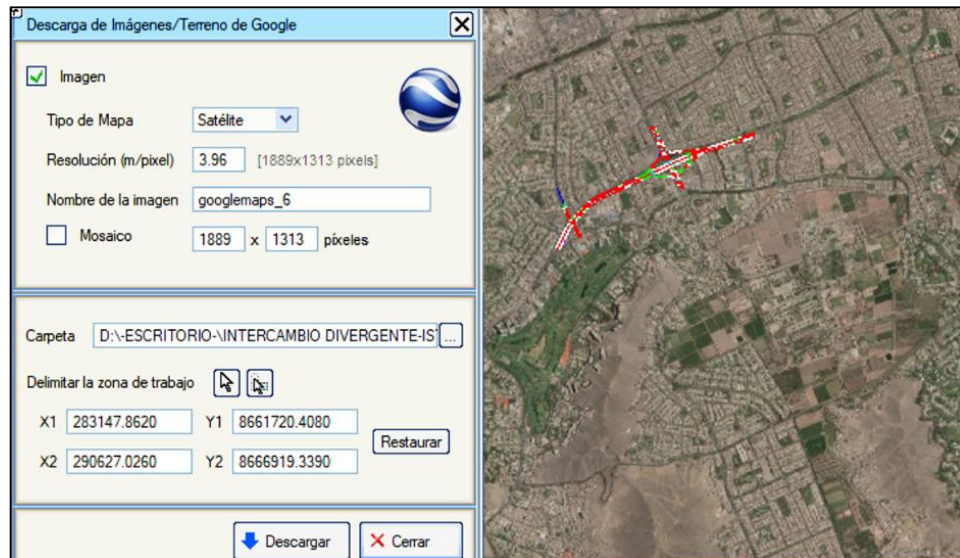 Descarga de Imágenes/Terreno de Google
Imagen
Tipo de Mapa Satélite
Resolución (m/pixel) 3.96 [1889x1313 pixels]
Nombre de la imagen googlemaps_6
Mosaico 1889 x 1313 píxeles
Carpeta D:\-ESCRITORIO-\INTERCAMBIO DIVERGENTE-IS ...
Delimitar la zona de trabajo
X1 283147.8620 Y1 8661720.4080
Restaurar
X2 290627.0260 Y2 8666919.3390
Descargar Cerrar